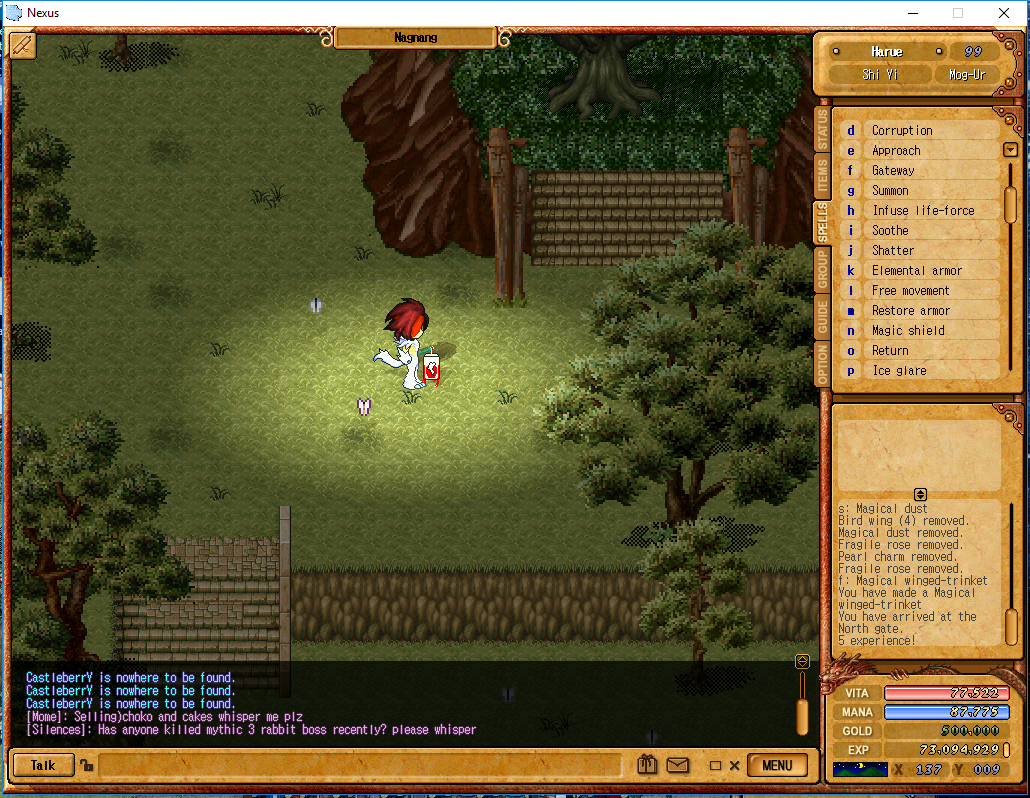 Nexus
Nagnang
Harue 99
Shi Yi Mog-Ur
STATUS
ITEMS
SPELLS
GROUP
GUIDE
OPTION
d Corruption
e Approach
f Gateway
g Summon
h Infuse life-force
i Soothe
j Shatter
k Elemental armor
l Free movement
m Restore armor
n Magic shield
o Return
p Ice glare
s: Magical dust
Bird wing (4) removed.
Magical dust removed.
Fragile rose removed.
Pearl charm removed.
Fragile rose removed.
f: Magical winged-trinket
You have made a Magical
winged-trinket
You have arrived at the
North gate.
5 experience!
CastleberrY is nowhere to be found.
CastleberrY is nowhere to be found.
CastleberrY is nowhere to be found.
[Mome]: Selling)choko and cakes whisper me plz
[Silences]: Has anyone killed mythic 3 rabbit boss recently? please whisper
VITA 77,522
MANA 87,775
GOLD 500,000
EXP 73,094,929
X 137 Y 009
Talk
MENU